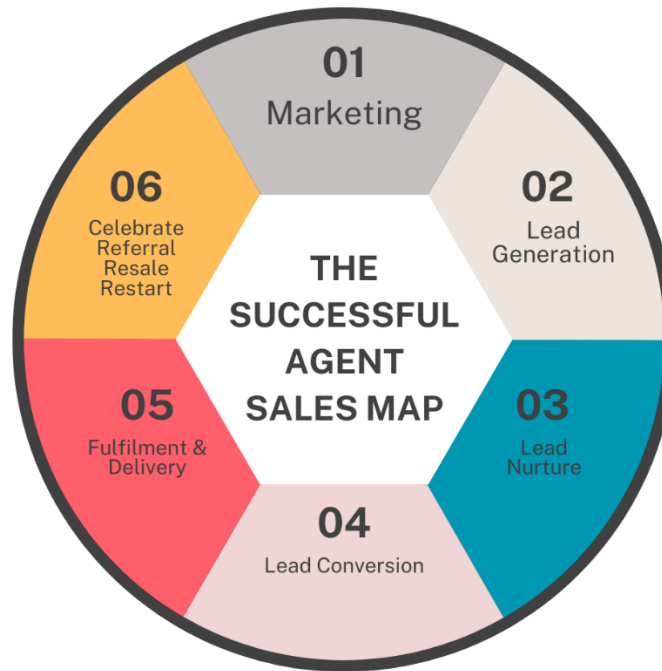 01
Marketing
02
Lead
Generation
03
Lead
Nurture
04
Lead Conversion
05
Fulfilment &
Delivery
06
Celebrate
Referral
Resale
Restart
THE
SUCCESSFUL
AGENT
SALES MAP